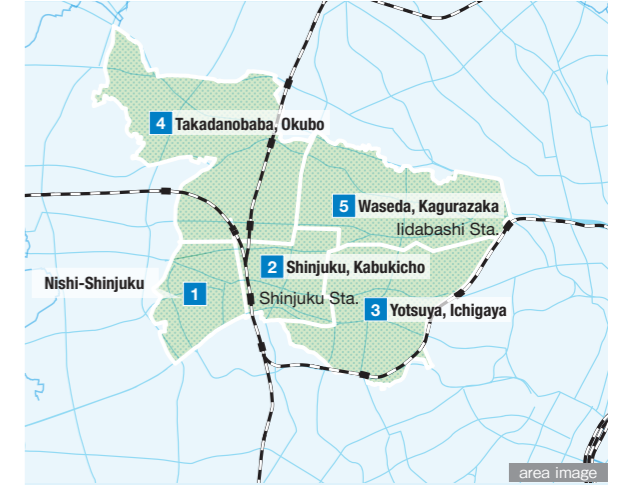 4 Takadanobaba, Okubo
5 Waseda, Kagurazaka
Iidabashi Sta.
2 Shinjuku, Kabukicho
Nishi-Shinjuku
1
Shinjuku Sta.
3 Yotsuya, Ichigaya
area image